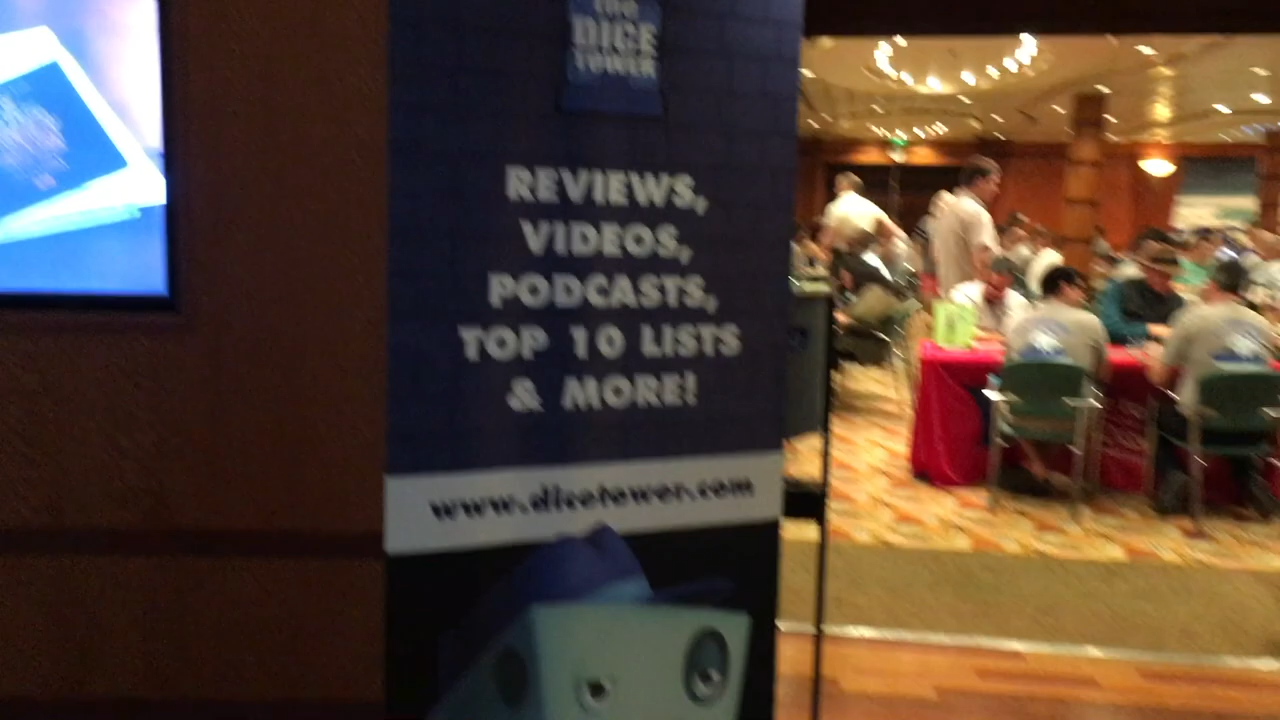 THE
DICE
TOWER
REVIEWS,
VIDEOS,
PODCASTS,
TOP 10 LISTS
& MORE!
www.dicetower.com